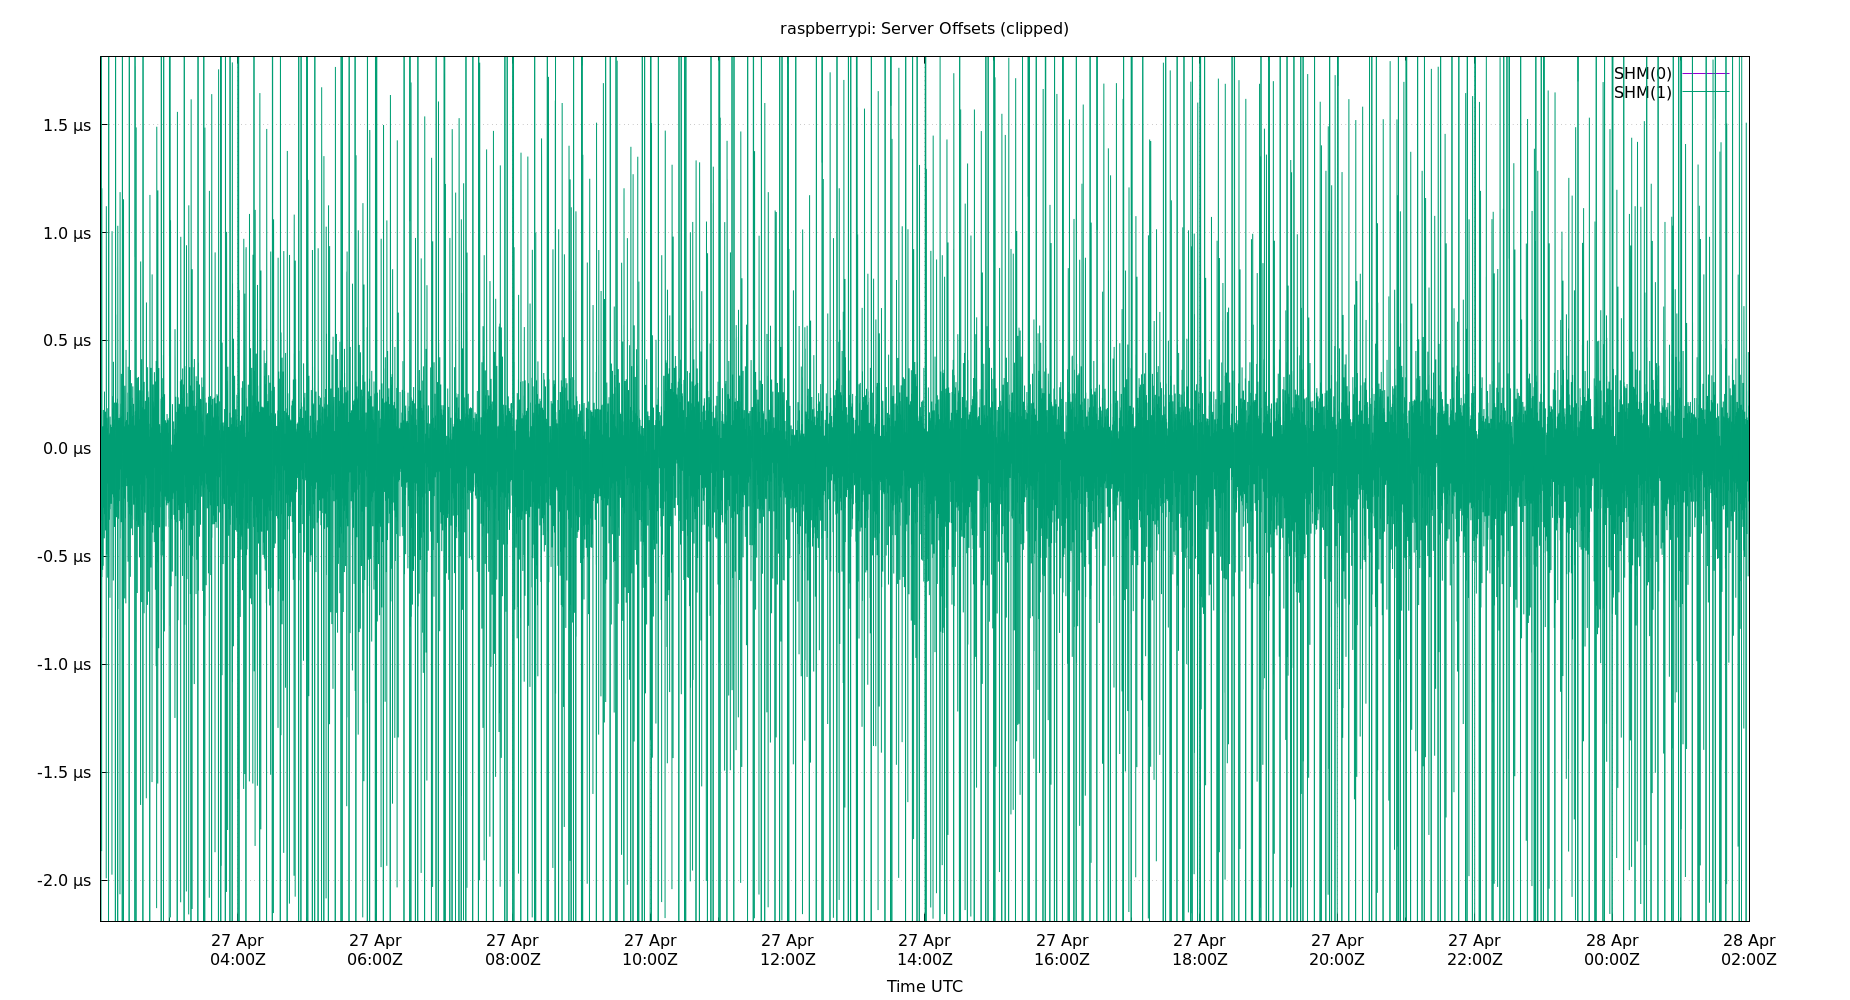 raspberrypi: Server Offsets (clipped)
SHM(0)
SHM(1)
1.5 µs
1.0 µs
0.5 µs
0.0 µs
-0.5 µs
-1.0 µs
-1.5 µs
-2.0 µs
27 Apr 27 Apr 27 Apr 27 Apr 27 Apr 27 Apr 27 Apr 27 Apr 27 Apr 27 Apr 28 Apr 28 Apr
04:00Z 06:00Z 08:00Z 10:00Z 12:00Z 14:00Z 16:00Z 18:00Z 20:00Z 22:00Z 00:00Z 02:00Z
Time UTC